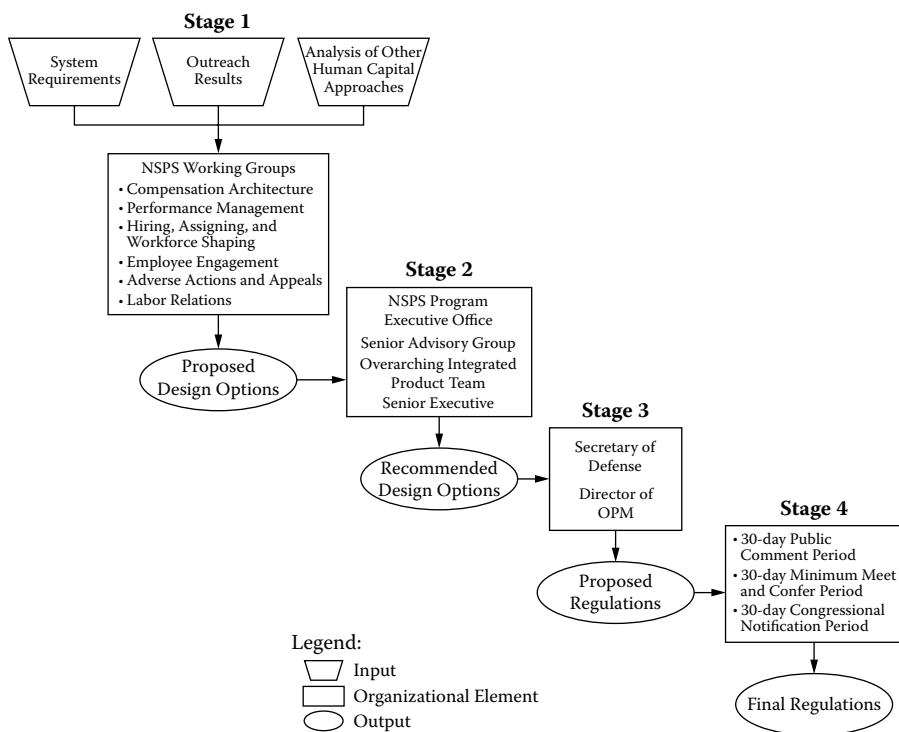 Stage 1
System
Requirements
Outreach
Results
Analysis of Other
Human Capital
Approaches
NSPS Working Groups
• Compensation Architecture
• Performance Management
• Hiring, Assigning, and
Workforce Shaping
• Employee Engagement
• Adverse Actions and Appeals
• Labor Relations
Proposed
Design Options
Stage 2
NSPS Program
Executive Office
Senior Advisory Group
Overarching Integrated
Product Team
Senior Executive
Recommended
Design Options
Stage 3
Secretary of
Defense
Director of
OPM
Proposed
Regulations
Stage 4
• 30-day Public
Comment Period
• 30-day Minimum Meet
and Confer Period
• 30-day Congressional
Notification Period
Final Regulations
Legend:
Input
Organizational Element
Output